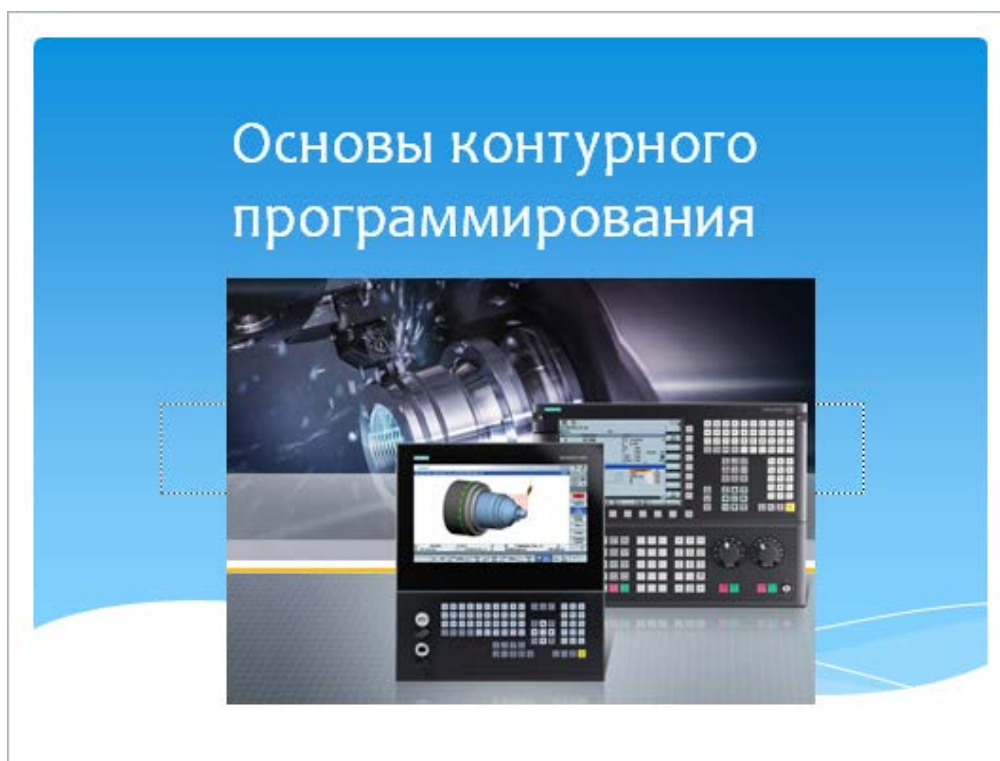 Основы контурного
программирования